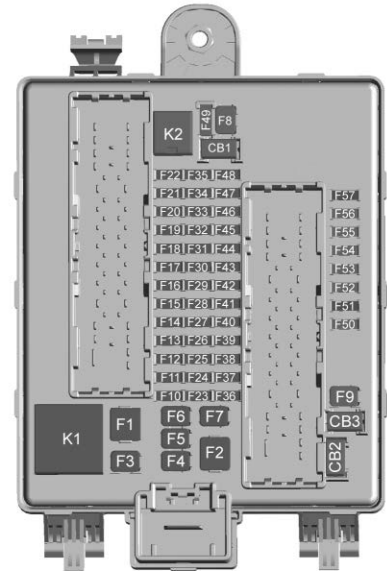 K2 F49 F8
CB1
F22 F35 F48
F21 F34 F47 F57
F20 F33 F46 F56
F19 F32 F45 F55
F18 F31 F44 F54
F17 F30 F43 F53
F16 F29 F42 F52
F15 F28 F41 F51
F14 F27 F40 F50
F13 F26 F39
F12 F25 F38
F11 F24 F37
F10 F23 F36 F9
K1 F1 F6 F7 CB3
F5
F3 F4 F2 CB2